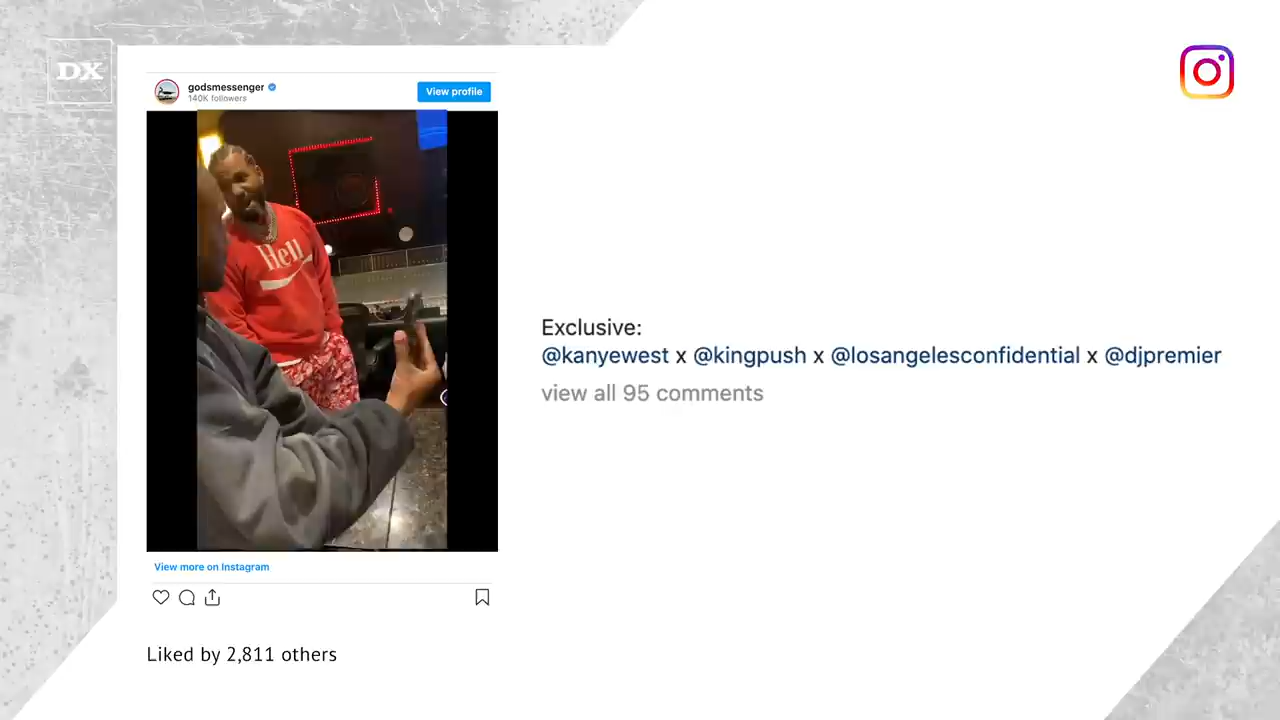 DX
godsmessenger
140K followers
View profile
Hell
Exclusive:
@kanyewest x @kingpush x @losangelesconfidential x @djpremier
view all 95 comments
View more on Instagram
Liked by 2,811 others